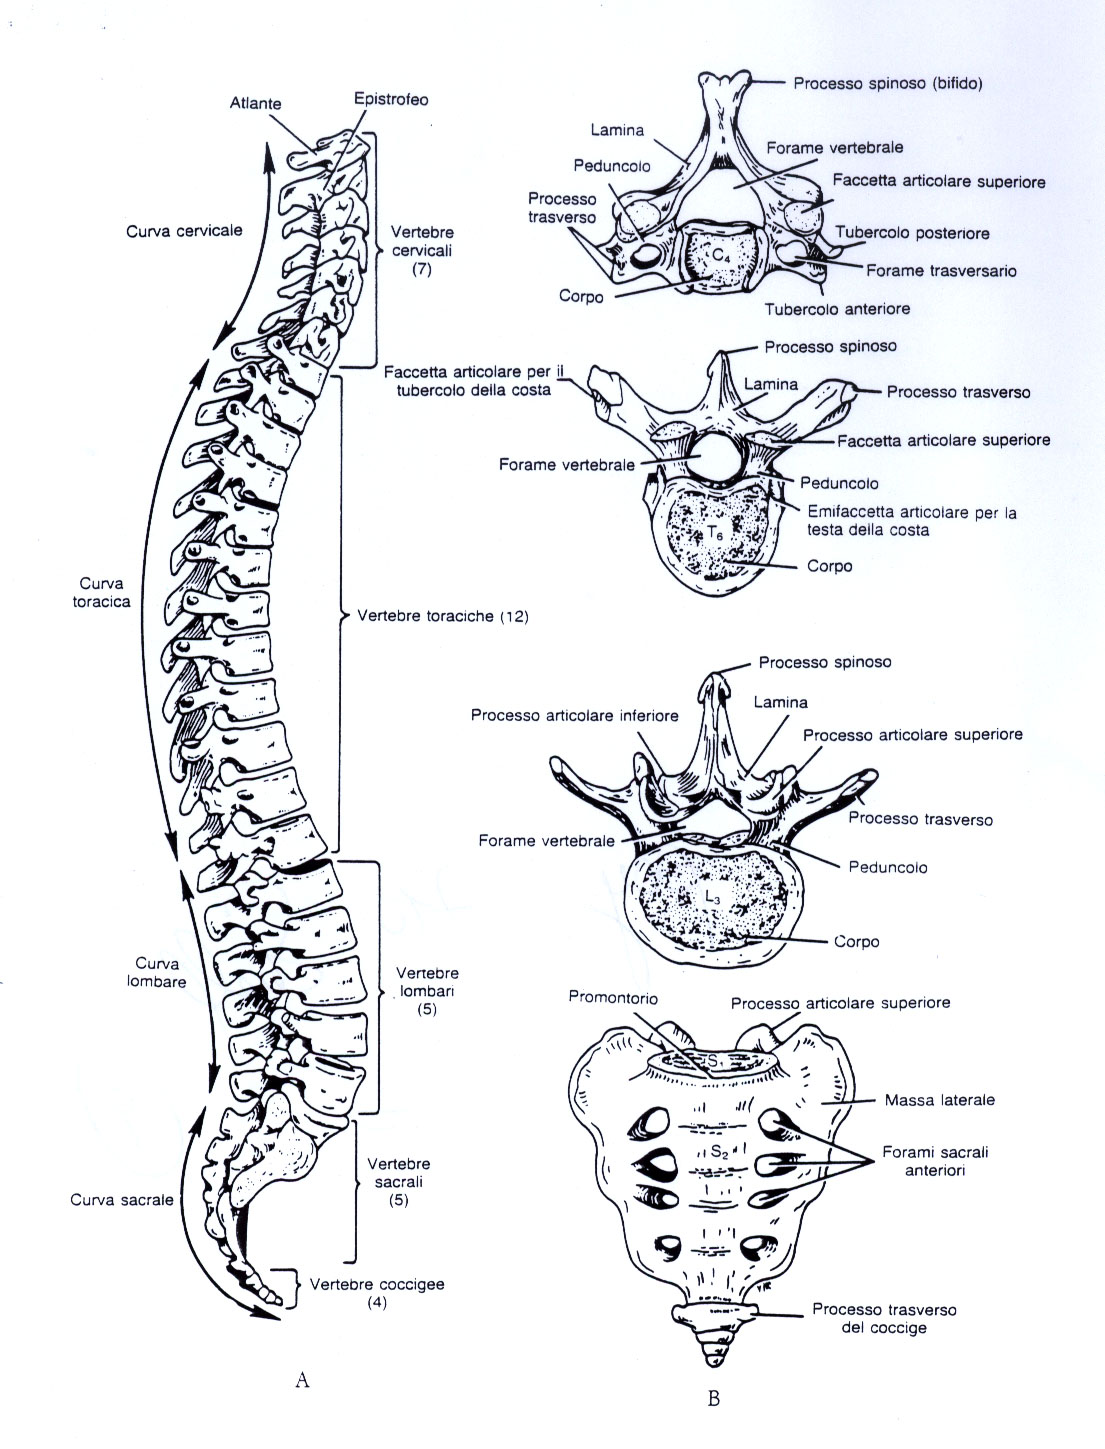 Atlante
Epistrofeo
Curva cervicale
Vertebre
cervicali
(7)
Curva
toracica
Vertebre toraciche (12)
Curva
lombare
Vertebre
lombari
(5)
Curva sacrale
Vertebre
sacrali
(5)
Vertebre coccigee
(4)
A
Processo spinoso (bifido)
Lamina
Forame vertebrale
Peduncolo
Faccetta articolare superiore
Processo
trasverso
Tubercolo posteriore
C₄
Forame trasversario
Corpo
Tubercolo anteriore
Processo spinoso
Faccetta articolare per il
tubercolo della costa
Lamina
Processo trasverso
Faccetta articolare superiore
Forame vertebrale
Peduncolo
Emifaccetta articolare per la
testa della costa
T₆
Corpo
Processo spinoso
Lamina
Processo articolare inferiore
Processo articolare superiore
Processo trasverso
Forame vertebrale
Peduncolo
L₃
Corpo
Promontorio
Processo articolare superiore
S₁
Massa laterale
S₂
Forami sacrali
anteriori
Processo trasverso
del coccige
B